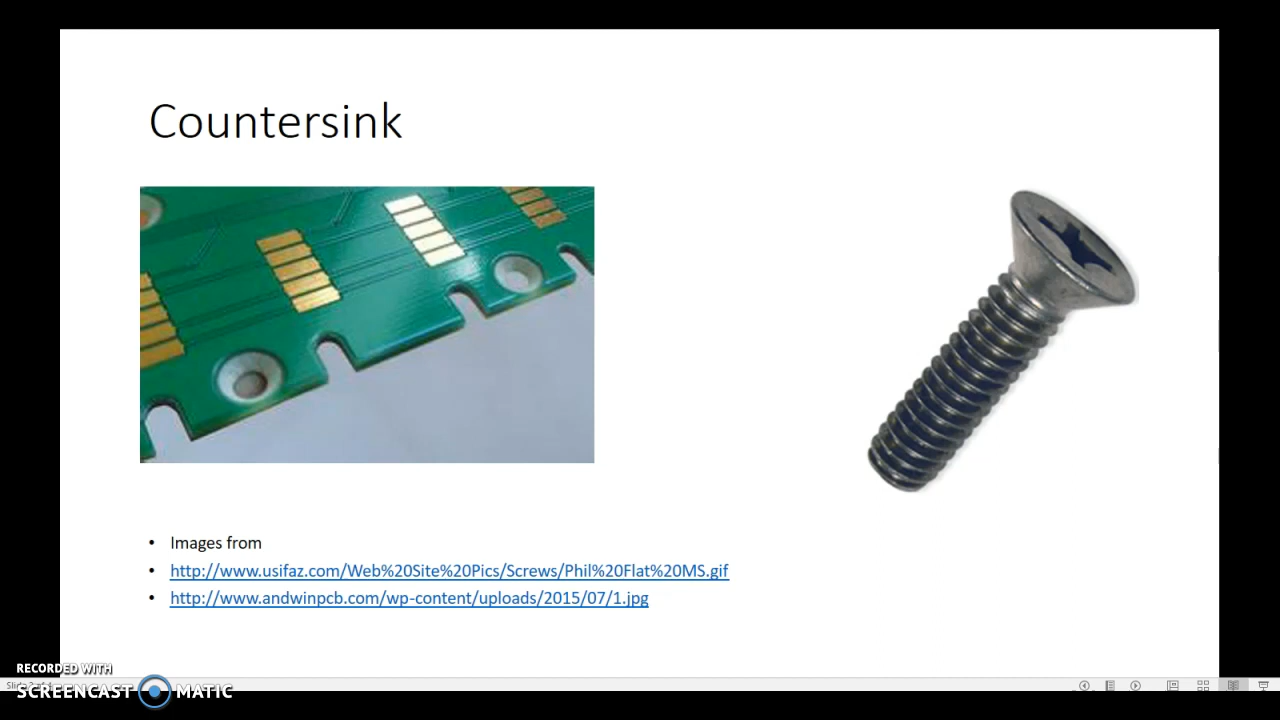 Countersink
• Images from
• http://www.usifaz.com/Web%20Site%20Pics/Screws/Phil%20Flat%20MS.gif
• http://www.andwinpcb.com/wp-content/uploads/2015/07/1.jpg
RECORDED WITH
SCREENCAST MATIC